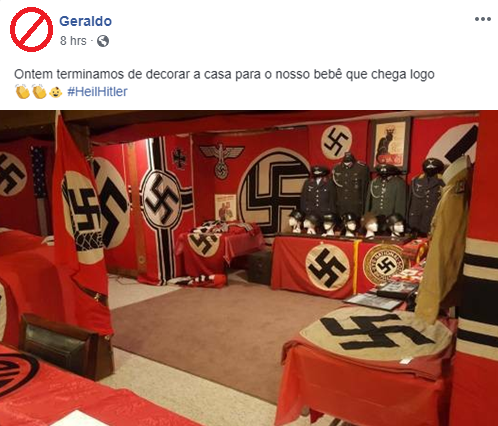 Geraldo
8 hrs ·
Ontem terminamos de decorar a casa para o nosso bebê que chega logo
👏👏👶 #HeilHitler